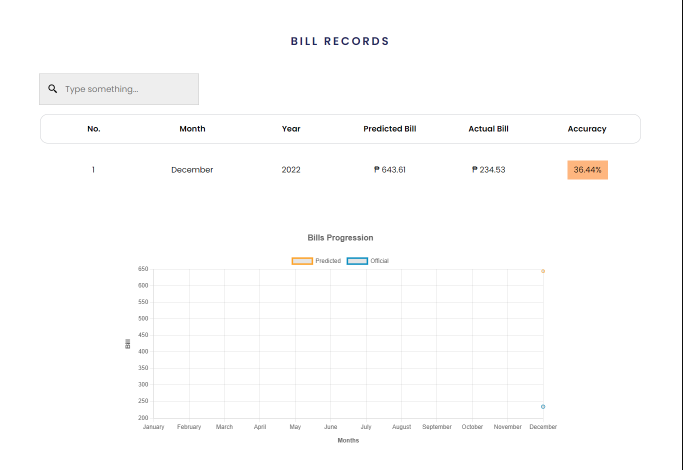 BILL RECORDS
Type something...
No. Month Year Predicted Bill Actual Bill Accuracy
1 December 2022 ₱ 643.61 ₱ 234.53 36.44%
Bills Progression
Predicted Official
650
600
550
500
450
400
350
300
250
200
Bill
January February March April May June July August September October November December
Months